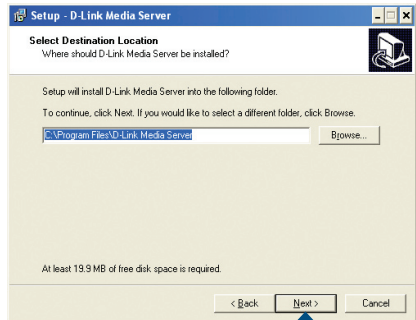 Setup - D-Link Media Server
Select Destination Location
Where should D-Link Media Server be installed?
Setup will install D-Link Media Server into the following folder.
To continue, click Next. If you would like to select a different folder, click Browse.
C:\Program Files\D-Link Media Server
Browse...
At least 19.9 MB of free disk space is required.
< Back
Next >
Cancel